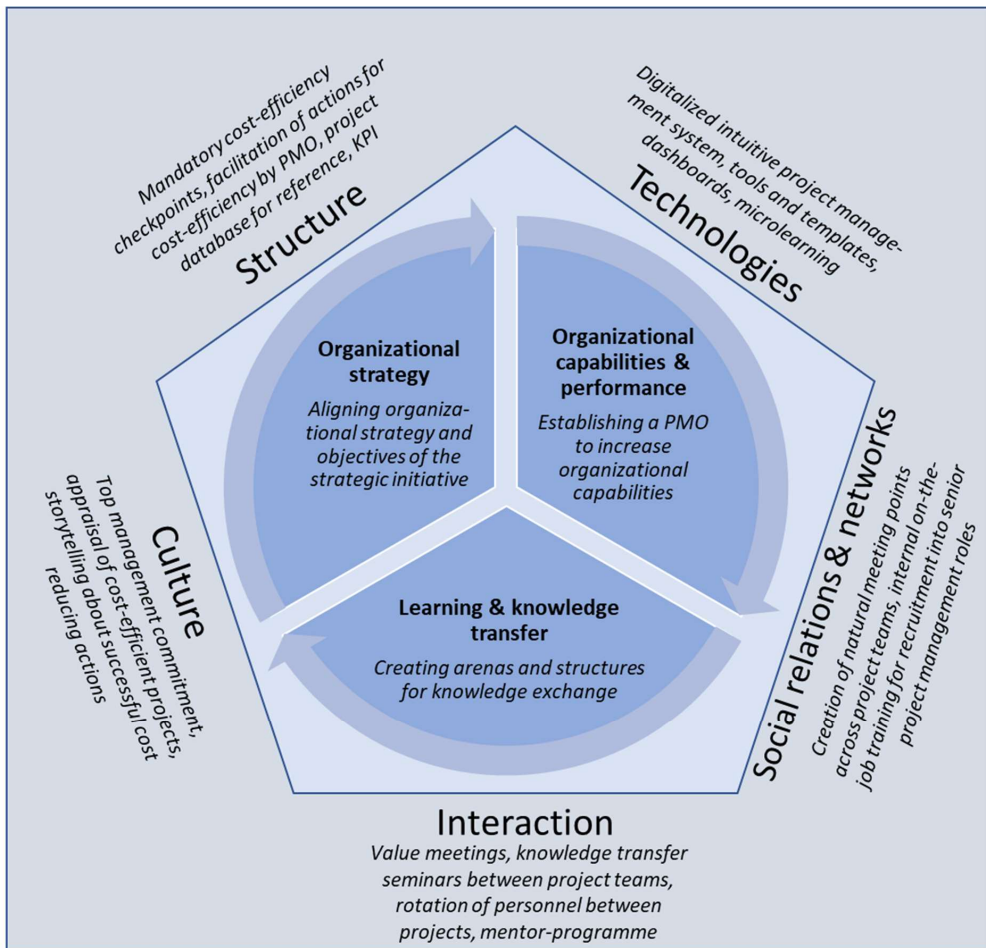 Mandatory cost-efficiency
checkpoints, facilitation of actions for
cost-efficiency by PMO, project
database for reference, KPI
Structure
Digitalized intuitive project manage-
ment system, tools and templates,
dashboards, microlearning
Technologies
Organizational
strategy
Aligning organiza-
tional strategy and
objectives of the
strategic initiative
Organizational
capabilities &
performance
Establishing a PMO
to increase
organizational
capabilities
Learning & knowledge
transfer
Creating arenas and structures
for knowledge exchange
Culture
Top management commitment,
appraisal of cost-efficient projects,
storytelling about successful cost
reducing actions
Social relations & networks
Creation of natural meeting points
across project teams, internal on-the-
job training for recruitment into senior
project management roles
Interaction
Value meetings, knowledge transfer
seminars between project teams,
rotation of personnel between
projects, mentor-programme